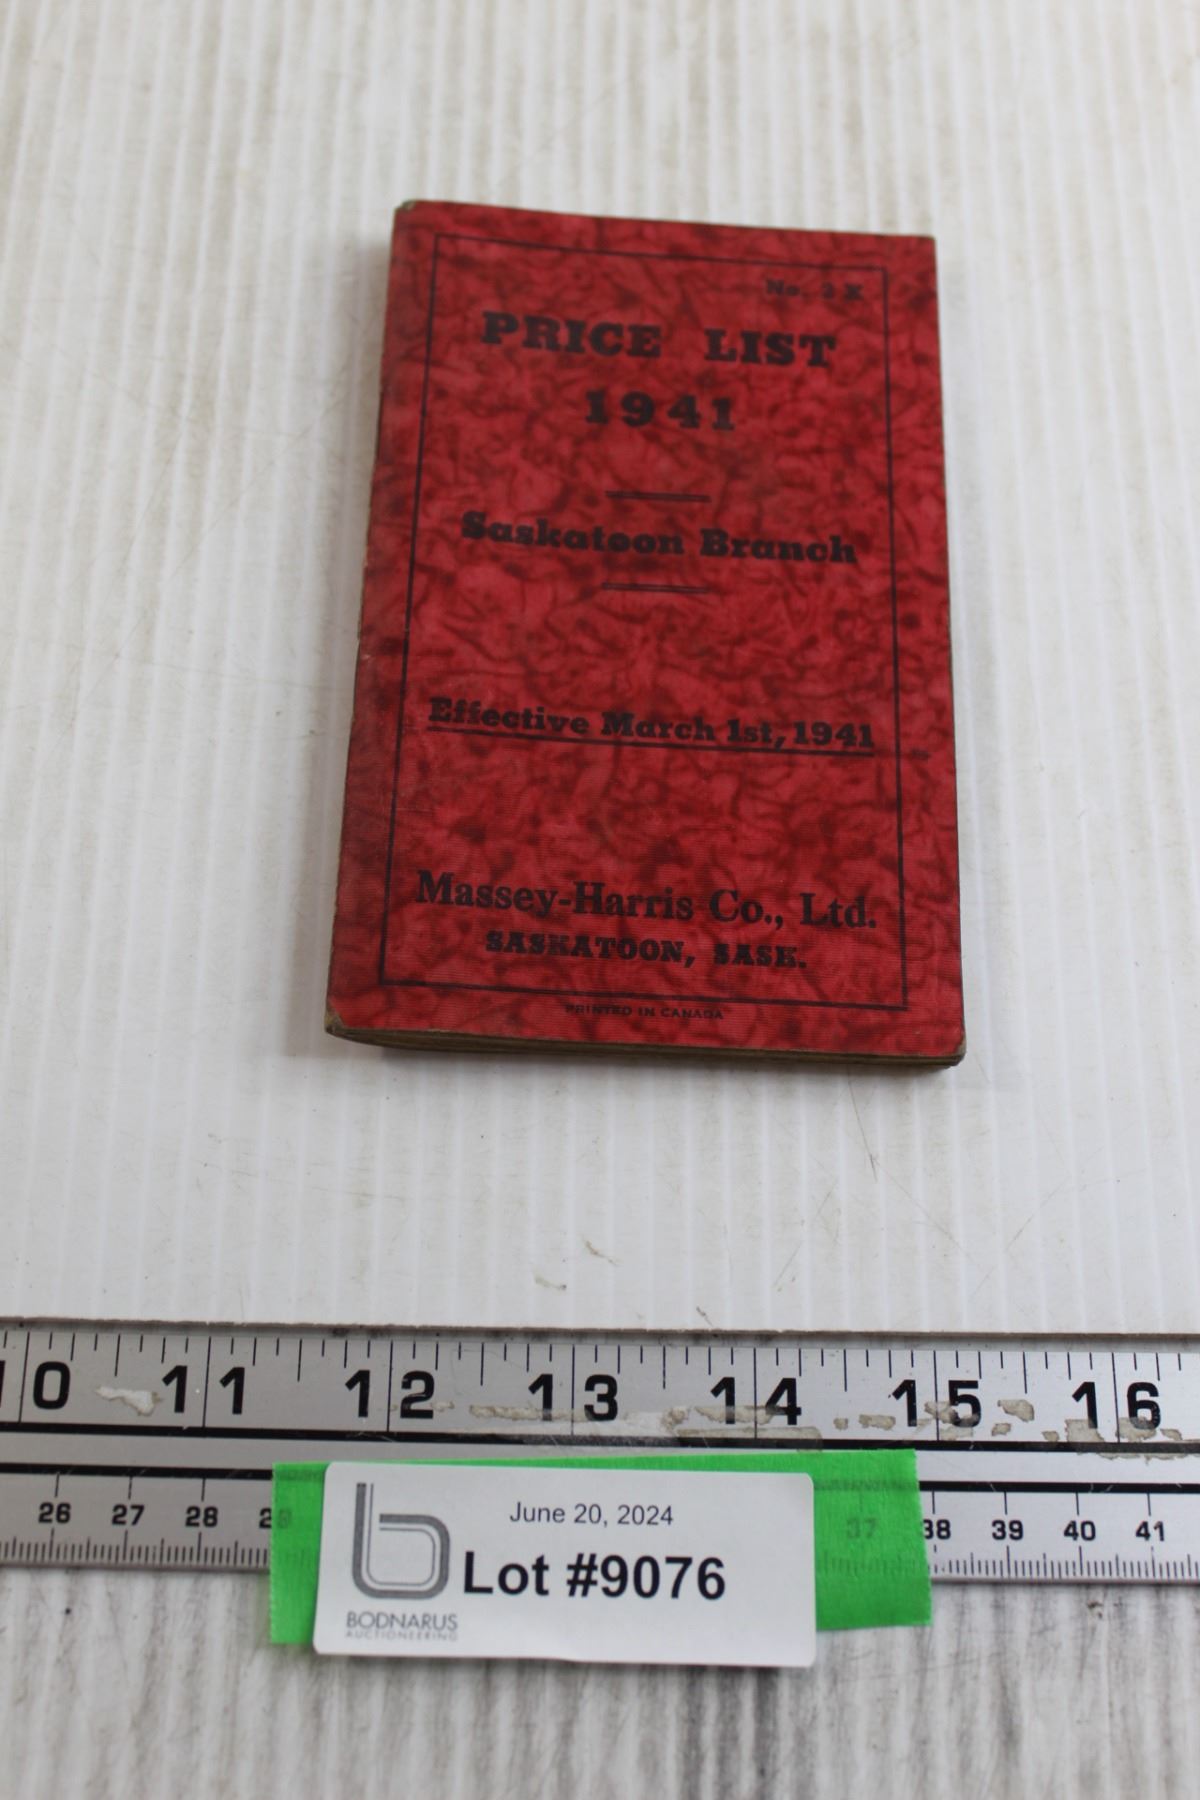 No. 2 X
PRICE LIST
1941
Saskatoon Branch
Effective March 1st, 1941
Massey-Harris Co., Ltd.
SASKATOON, SASK.
PRINTED IN CANADA
10 11 12 13 14 15 16
26 27 28 29 37 38 39 40 41
June 20, 2024
Lot #9076
BODNARUS
AUCTIONEERING